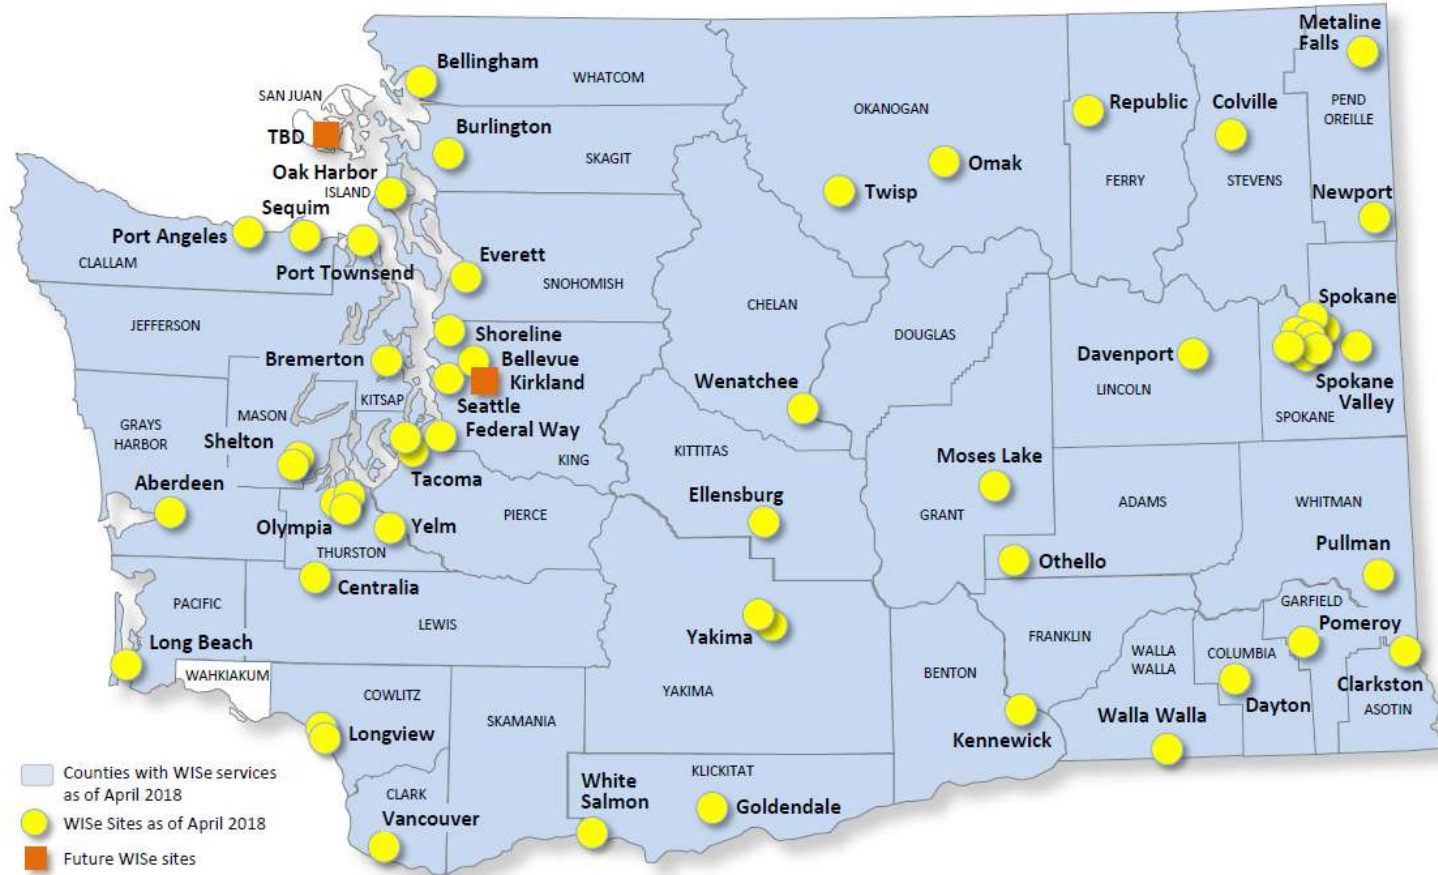 Metaline
Falls
Bellingham
WHATCOM
SAN JUAN
OKANOGAN
Republic
Colville
PEND
OREILLE
TBD
Burlington
SKAGIT
Oak Harbor
ISLAND
Omak
FERRY
STEVENS
Twisp
Newport
Sequim
Port Angeles
CLALLAM
Port Townsend
Everett
SNOHOMISH
CHELAN
Spokane
JEFFERSON
DOUGLAS
Shoreline
Bremerton
Bellevue
Kirkland
Wenatchee
Davenport
LINCOLN
Spokane
Valley
SPOKANE
KITSAP
Seattle
MASON
GRAYS
HARBOR
Federal Way
Shelton
KING
KITTITAS
Moses Lake
Tacoma
Aberdeen
Ellensburg
ADAMS
WHITMAN
GRANT
PIERCE
Olympia
Yelm
THURSTON
Pullman
Othello
Centralia
PACIFIC
GARFIELD
LEWIS
Pomeroy
Yakima
FRANKLIN
Long Beach
WALLA
WALLA
COLUMBIA
WAHKIAKUM
BENTON
COWLITZ
YAKIMA
Clarkston
ASOTIN
SKAMANIA
Dayton
Walla Walla
Longview
Kennewick
KLICKITAT
White
Salmon
Goldendale
CLARK
Vancouver
Counties with WISe services
as of April 2018
WISe Sites as of April 2018
Future WISe sites